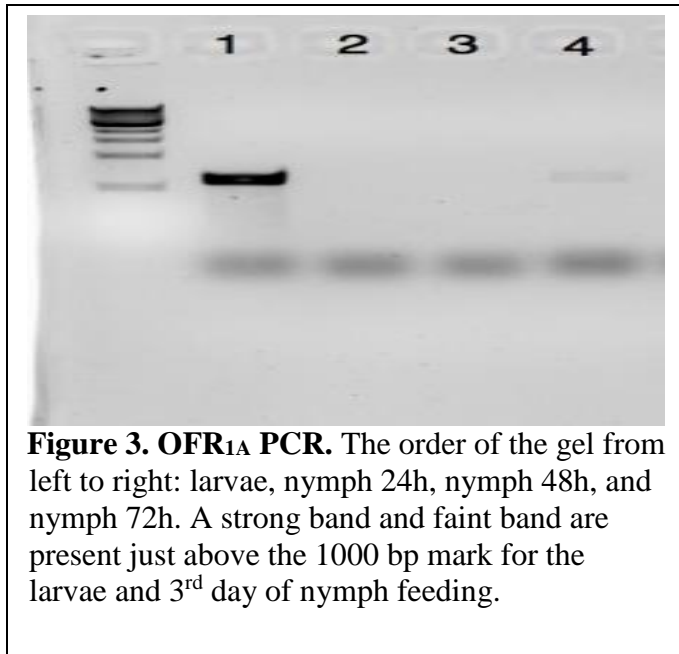 1 2 3 4
Figure 3. OFR1A PCR. The order of the gel from
left to right: larvae, nymph 24h, nymph 48h, and
nymph 72h. A strong band and faint band are
present just above the 1000 bp mark for the
larvae and 3rd day of nymph feeding.